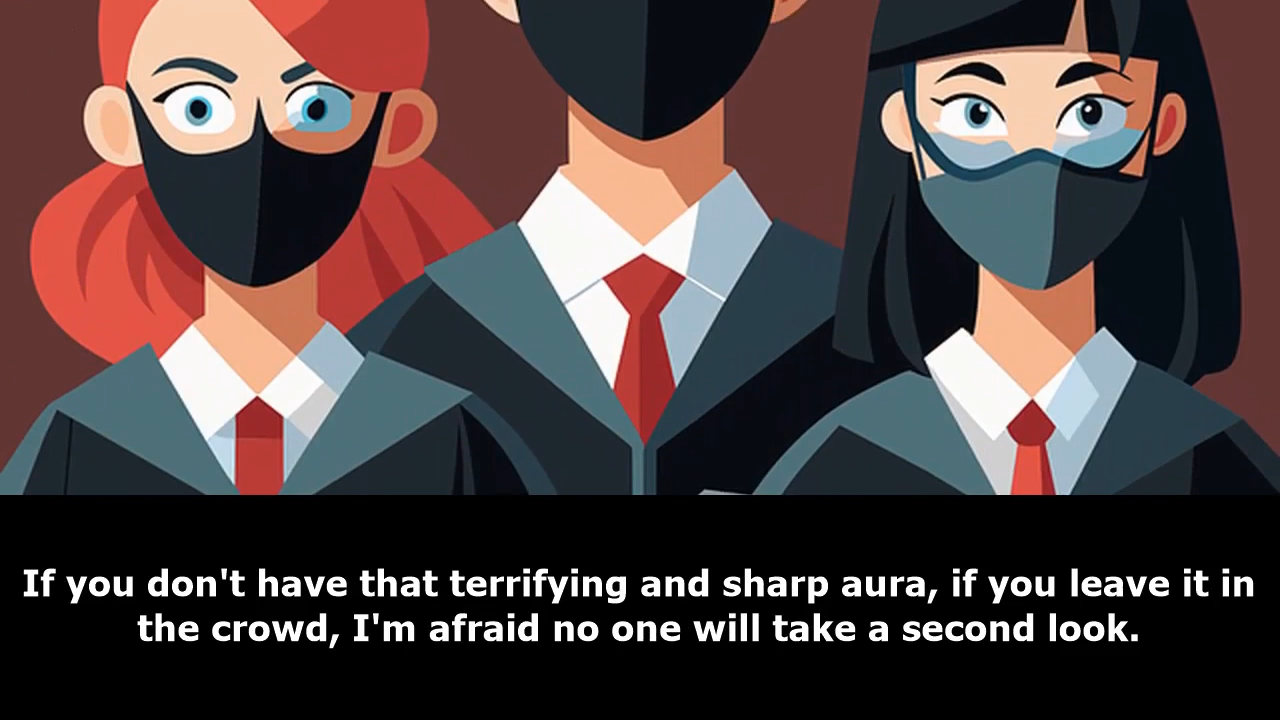 If you don't have that terrifying and sharp aura, if you leave it in
the crowd, I'm afraid no one will take a second look.